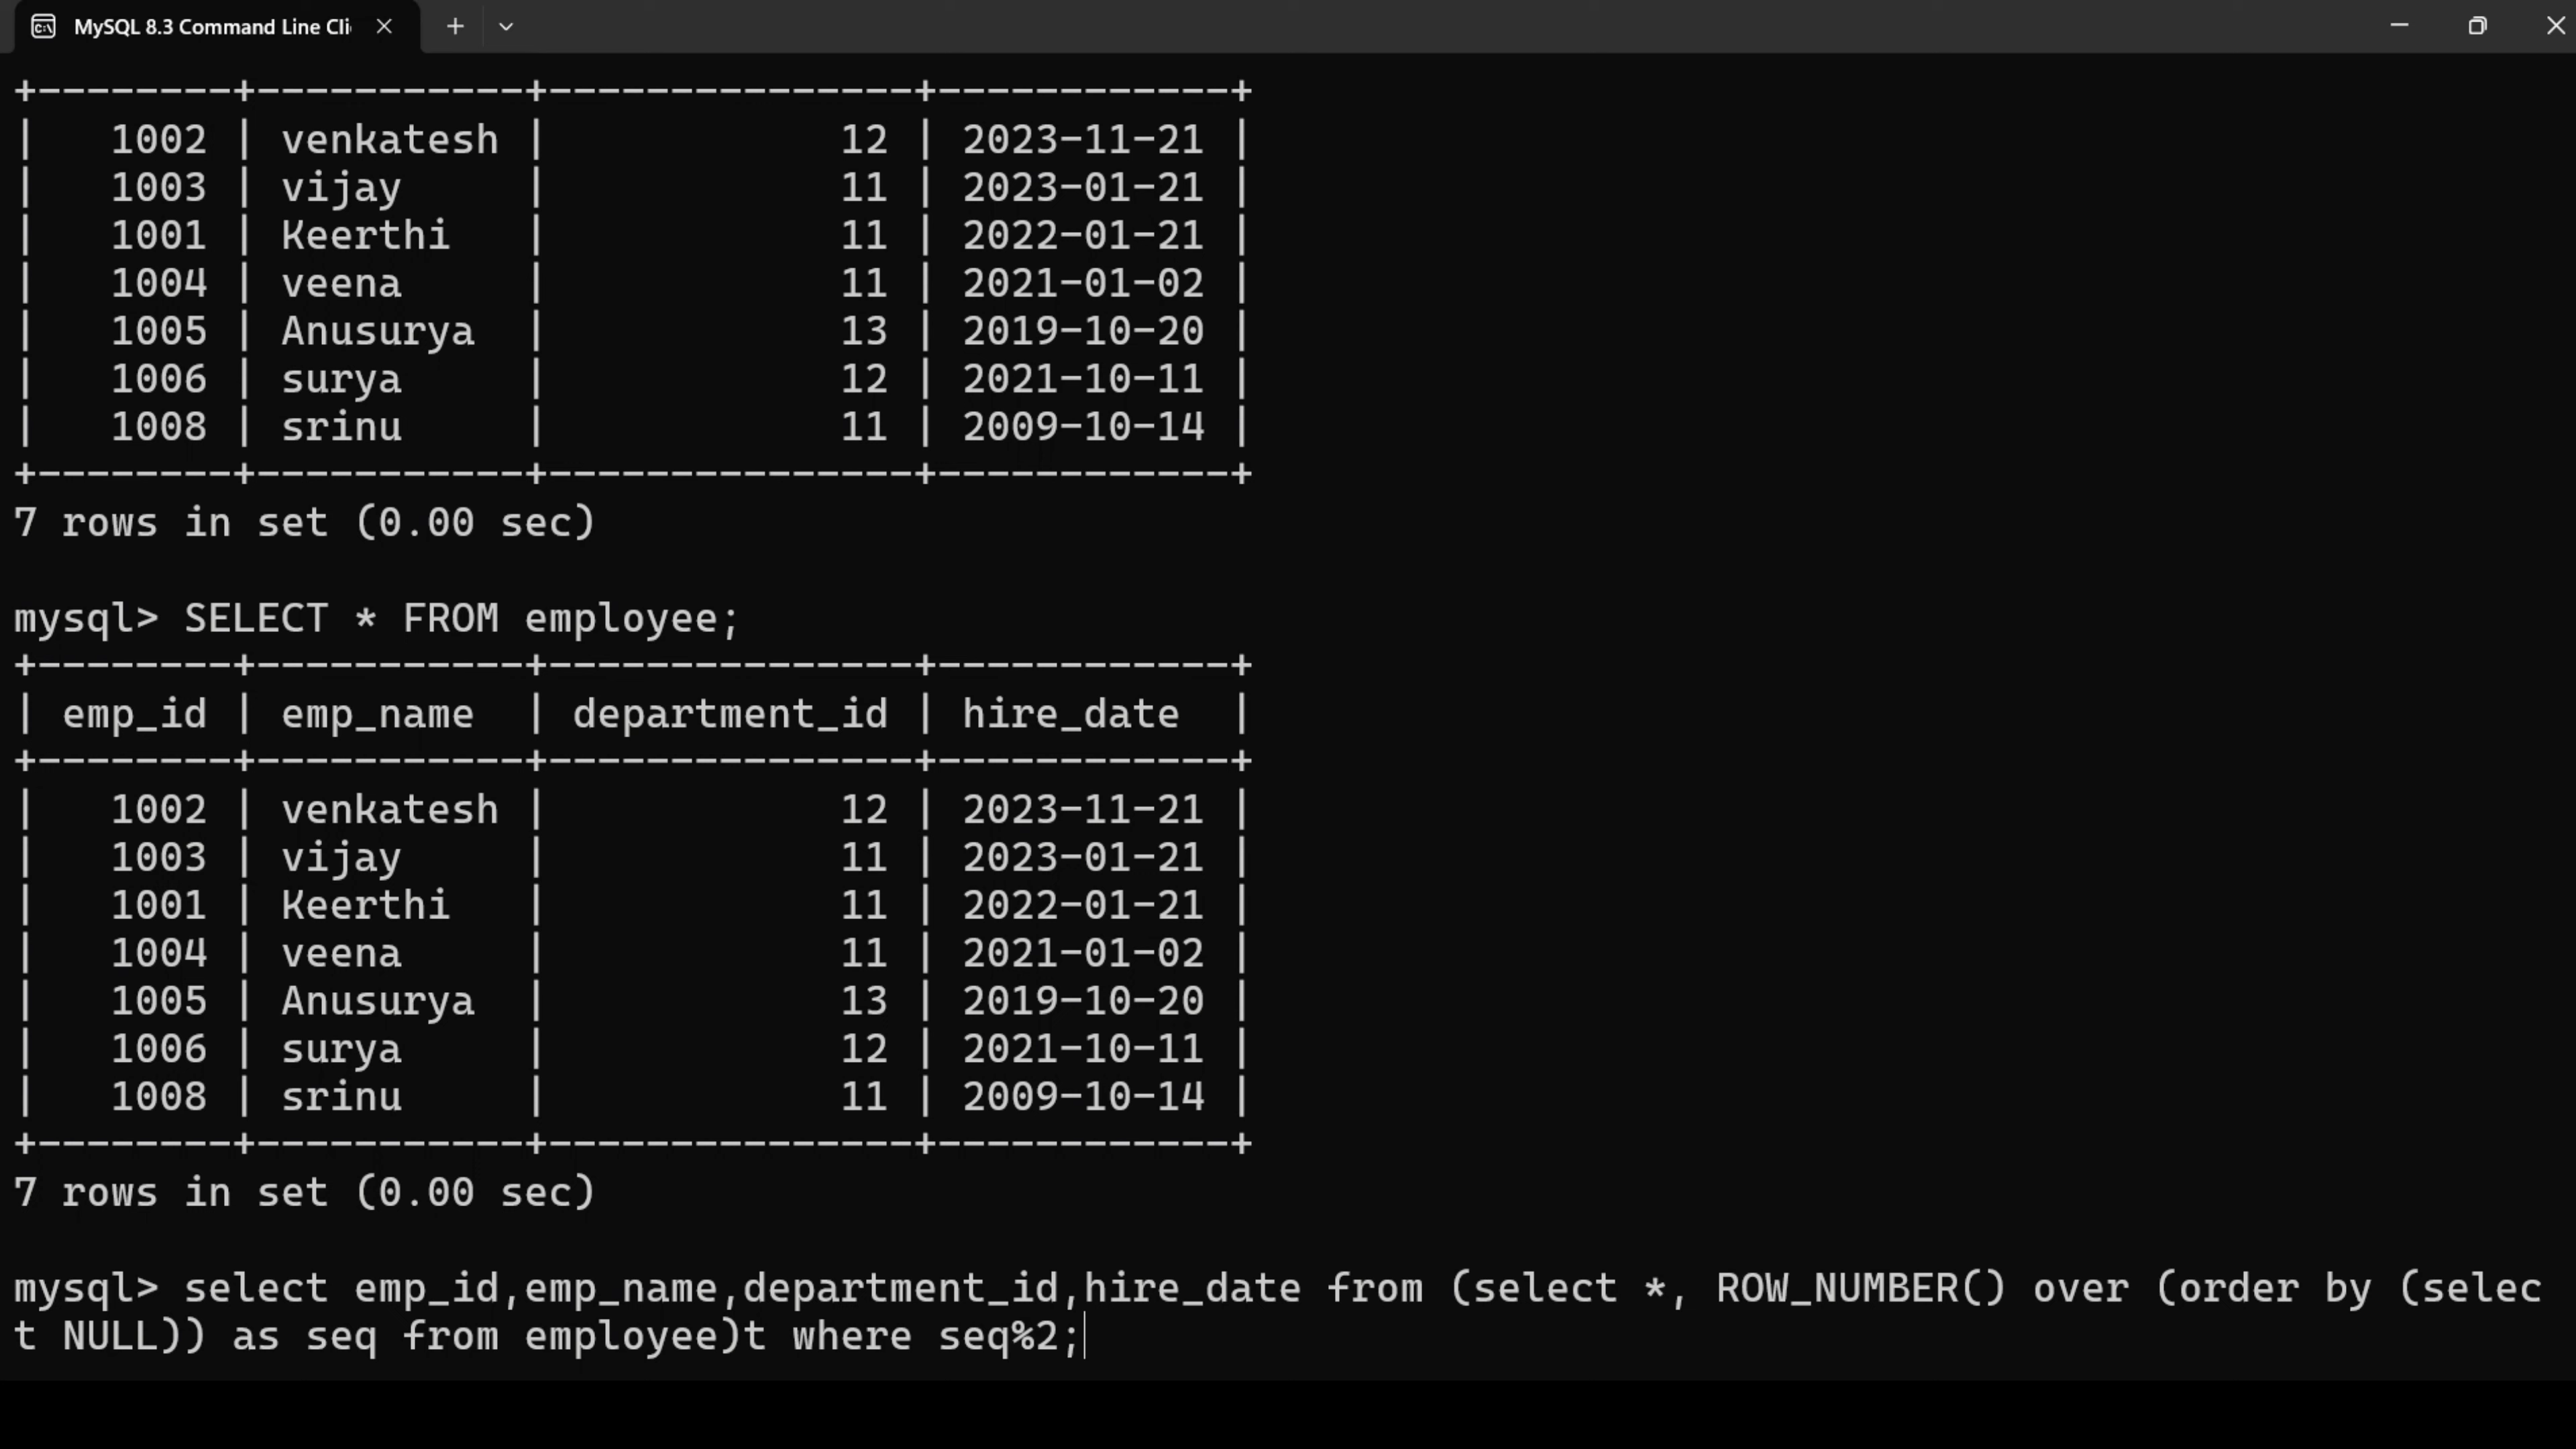 MySQL 8.3 Command Line Cli
+--------+-----------+---------------+------------+
| 1002 | venkatesh | 12 | 2023-11-21 |
| 1003 | vijay | 11 | 2023-01-21 |
| 1001 | Keerthi | 11 | 2022-01-21 |
| 1004 | veena | 11 | 2021-01-02 |
| 1005 | Anusurya | 13 | 2019-10-20 |
| 1006 | surya | 12 | 2021-10-11 |
| 1008 | srinu | 11 | 2009-10-14 |
+--------+-----------+---------------+------------+
7 rows in set (0.00 sec)
mysql> SELECT * FROM employee;
+--------+-----------+---------------+------------+
| emp_id | emp_name | department_id | hire_date |
+--------+-----------+---------------+------------+
| 1002 | venkatesh | 12 | 2023-11-21 |
| 1003 | vijay | 11 | 2023-01-21 |
| 1001 | Keerthi | 11 | 2022-01-21 |
| 1004 | veena | 11 | 2021-01-02 |
| 1005 | Anusurya | 13 | 2019-10-20 |
| 1006 | surya | 12 | 2021-10-11 |
| 1008 | srinu | 11 | 2009-10-14 |
+--------+-----------+---------------+------------+
7 rows in set (0.00 sec)
mysql> select emp_id,emp_name,department_id,hire_date from (select *, ROW_NUMBER() over (order by (selec
t NULL)) as seq from employee)t where seq%2;